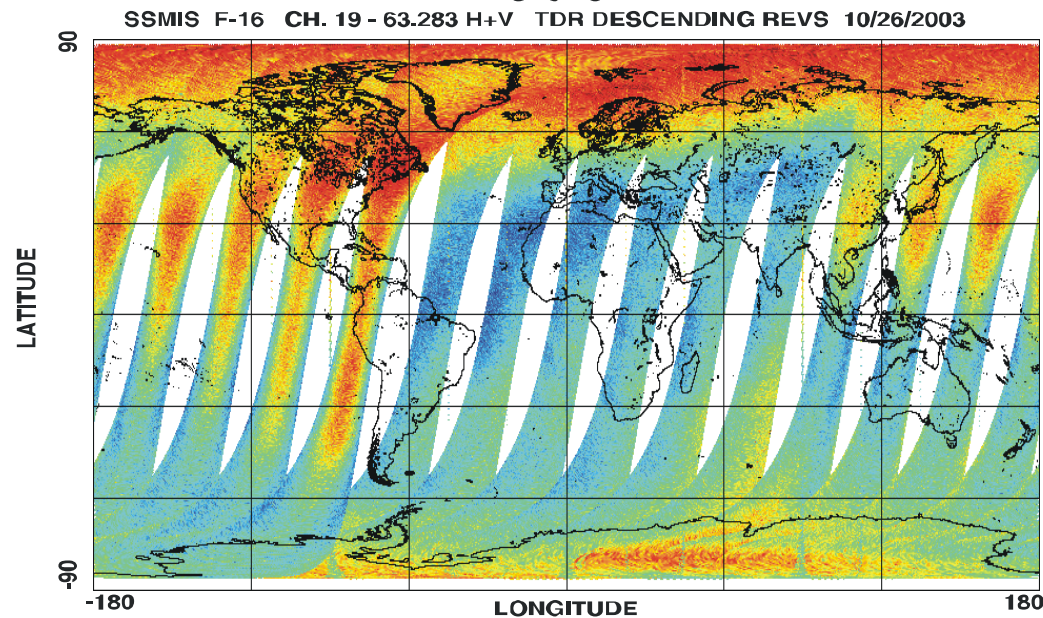 SSMIS F-16 CH. 19 - 63.283 H+V TDR DESCENDING REVS 10/26/2003
90
LATITUDE
-90
-180
LONGITUDE
180